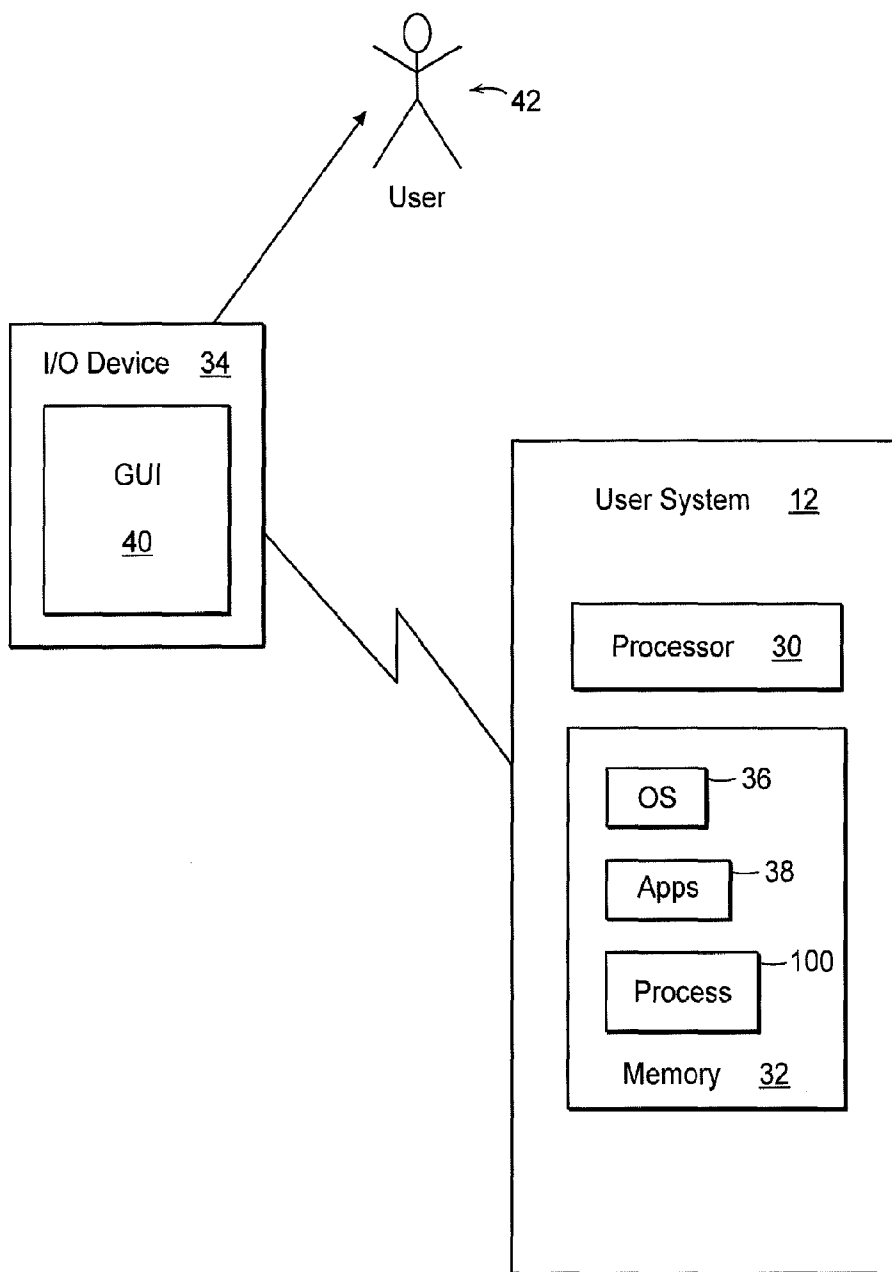 42
User
I/O Device 34
GUI
40
User System 12
Processor 30
OS
36
Apps
38
Process
100
Memory 32